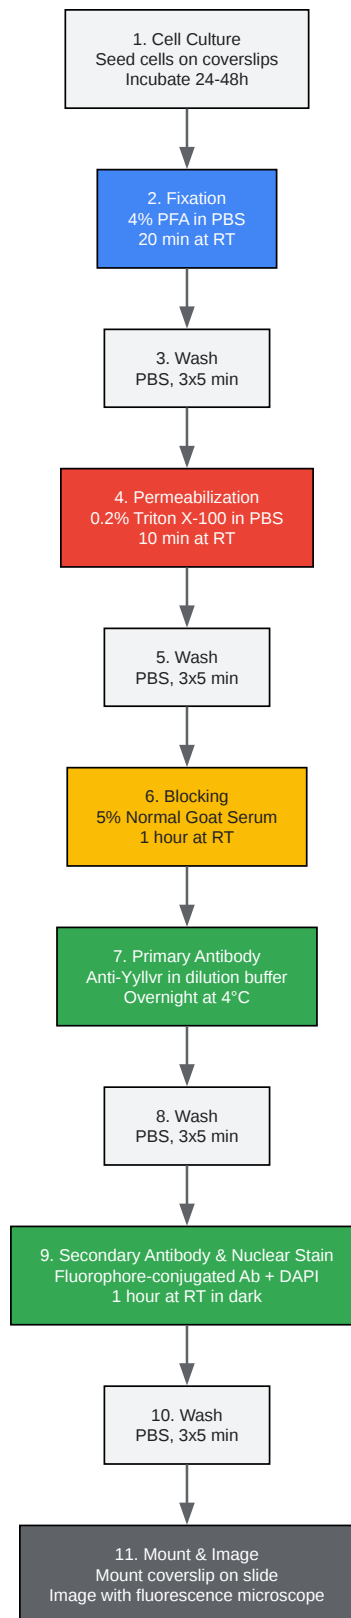 1. Cell Culture
Seed cells on coverslips
Incubate 24-48h
2. Fixation
4% PFA in PBS
20 min at RT
3. Wash
PBS, 3x5 min
4. Permeabilization
0.2% Triton X-100 in PBS
10 min at RT
5. Wash
PBS, 3x5 min
6. Blocking
5% Normal Goat Serum
1 hour at RT
7. Primary Antibody
Anti-Yyllvr in dilution buffer
Overnight at 4°C
8. Wash
PBS, 3x5 min
9. Secondary Antibody & Nuclear Stain
Fluorophore-conjugated Ab + DAPI
1 hour at RT in dark
10. Wash
PBS, 3x5 min
11. Mount & Image
Mount coverslip on slide
Image with fluorescence microscope